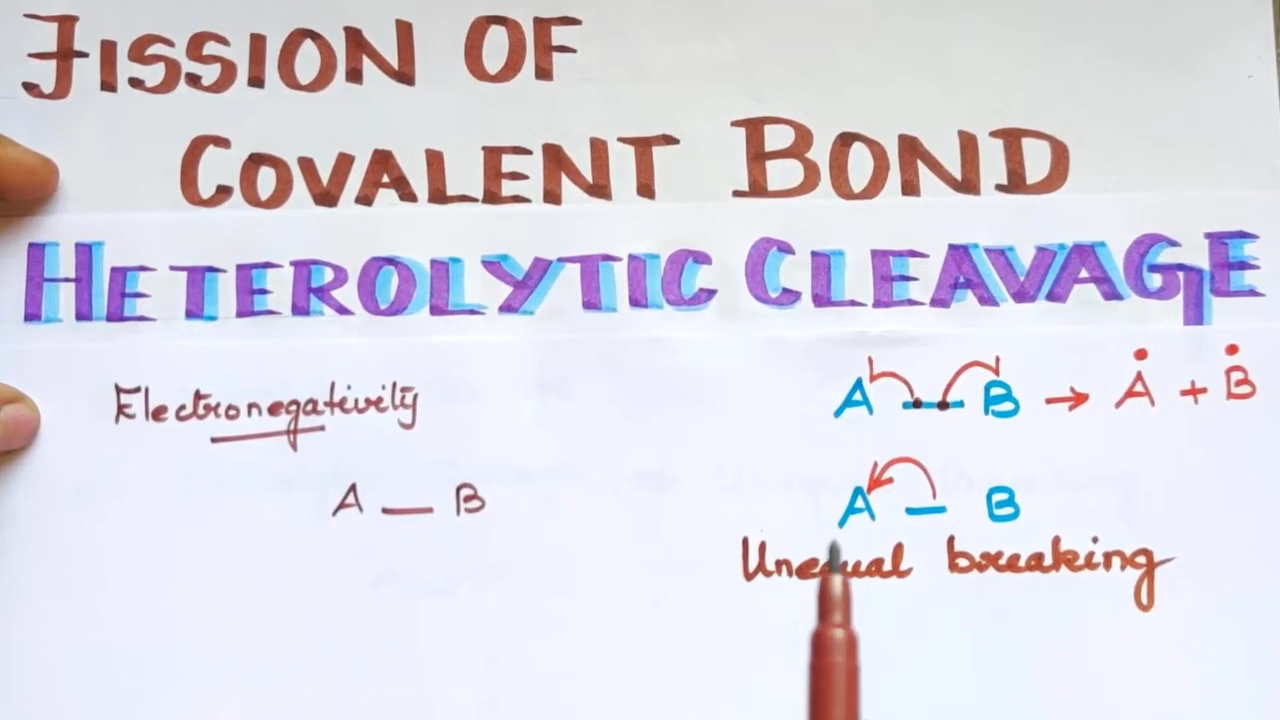 FISSION OF
COVALENT BOND
HETEROLYTIC CLEAVAGE
Electronegativity
A — B
A — B → Ȧ + Ḃ
A — B
Unequal breaking